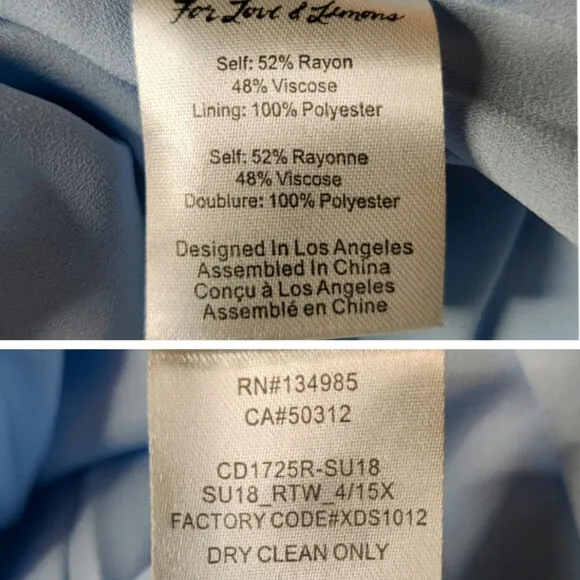 For Love & Lemons
Self: 52% Rayon
48% Viscose
Lining: 100% Polyester
Self: 52% Rayonne
48% Viscose
Doublure: 100% Polyester
Designed In Los Angeles
Assembled In China
Conçu à Los Angeles
Assemblé en Chine
RN#134985
CA#50312
CD1725R-SU18
SU18_RTW_4/15X
FACTORY CODE#XDS1012
DRY CLEAN ONLY